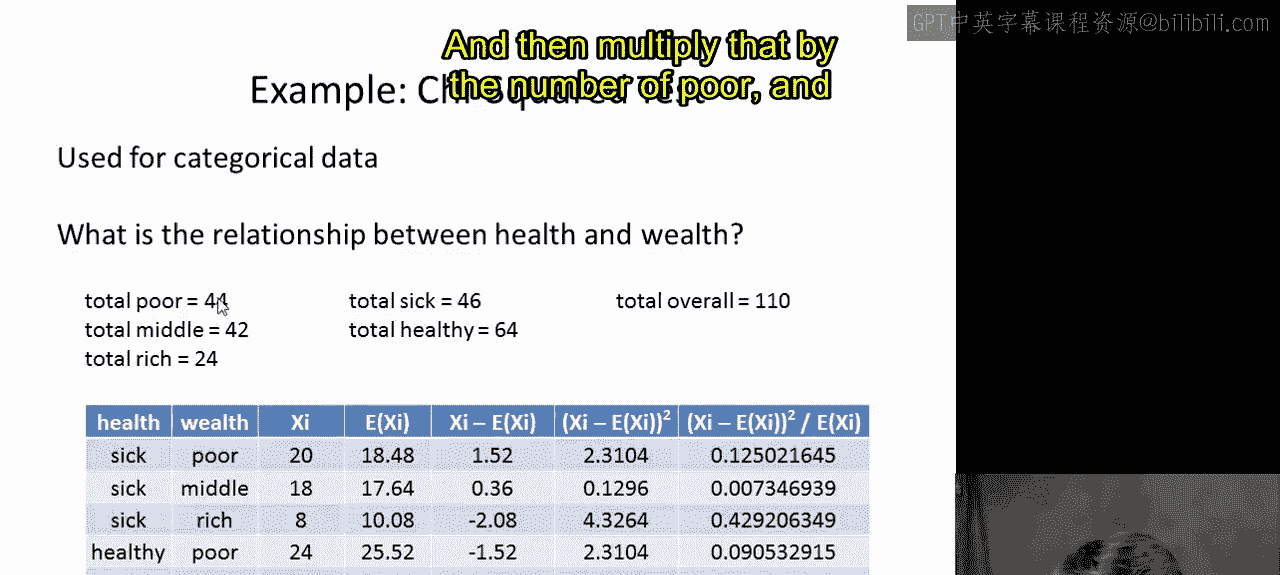 GPT中英字幕课程资源@bilibili.com
And then multiply that by
the number of poor, and
Example:
Used for categorical data
What is the relationship between health and wealth?
total poor = 44 total sick = 46 total overall = 110
total middle = 42 total healthy = 64
total rich = 24
health wealth Xi E(Xi) Xi – E(Xi) (Xi – E(Xi))² (Xi – E(Xi))² / E(Xi)
sick poor 20 18.48 1.52 2.3104 0.125021645
sick middle 18 17.64 0.36 0.1296 0.007346939
sick rich 8 10.08 -2.08 4.3264 0.429206349
healthy poor 24 25.52 -1.52 2.3104 0.090532915